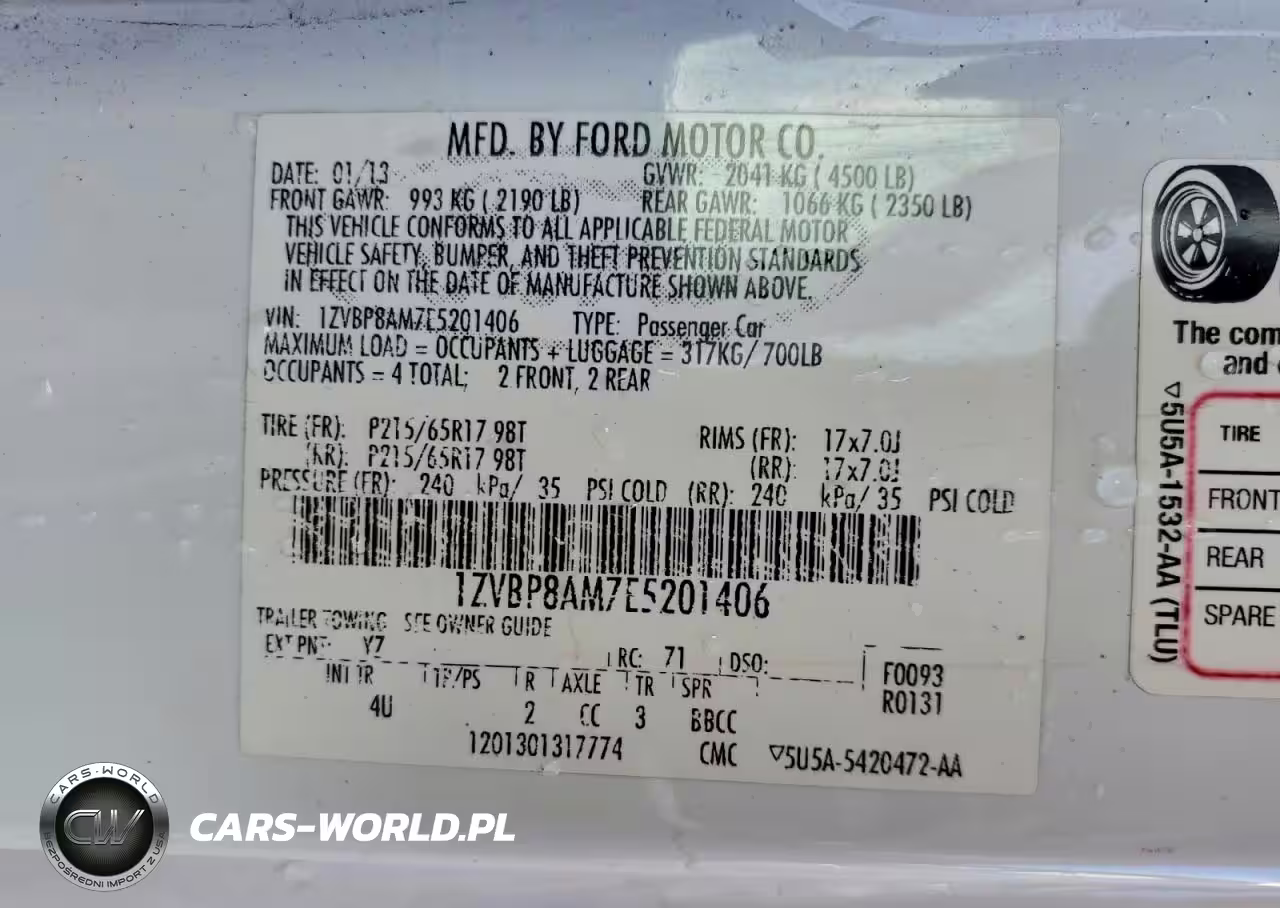 MFD. BY FORD MOTOR CO.
DATE: 01/13 GVWR: 2041 KG ( 4500 LB)
FRONT GAWR: 993 KG ( 2190 LB) REAR GAWR: 1066 KG ( 2350 LB)
THIS VEHICLE CONFORMS TO ALL APPLICABLE FEDERAL MOTOR
VEHICLE SAFETY, BUMPER, AND THEFT PREVENTION STANDARDS
IN EFFECT ON THE DATE OF MANUFACTURE SHOWN ABOVE.
VIN: 1ZVBP8AM7E5201406 TYPE: Passenger Car
MAXIMUM LOAD = OCCUPANTS + LUGGAGE = 317KG/ 700LB
OCCUPANTS = 4 TOTAL; 2 FRONT, 2 REAR
TIRE (FR): P215/65R17 98T RIMS (FR): 17x7.0J
(RR): P215/65R17 98T (RR): 17x7.0J
PRESSURE (FR): 240 kPa/ 35 PSI COLD (RR): 240 kPa/ 35 PSI COLD
1ZVBP8AM7E5201406
TRAILER TOWING SEE OWNER GUIDE
EXT PNT: Y7 RC: 71 DSO: F0093
INT TR TP/PS R AXLE TR SPR R0131
4U 2 CC 3 BBCC
1201301317774 CMC ▽5U5A-5420472-AA
The com
and
▽5U5A-1532-AA (TLU)
TIRE
FRONT
REAR
SPARE
CARS-WORLD
CW
BEZPOŚREDNI IMPORT Z USA
CARS-WORLD.PL